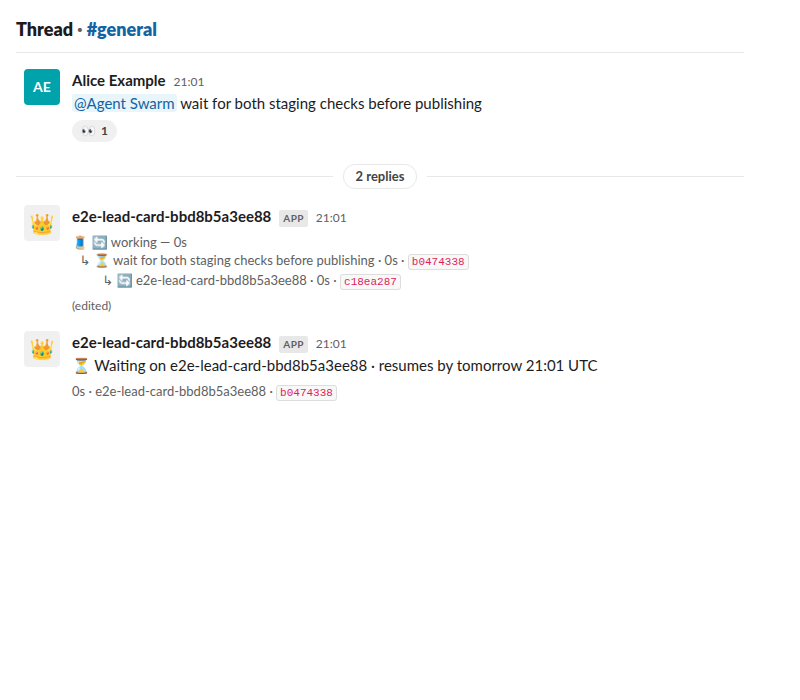 Thread • #general
AE
Alice Example 21:01
@Agent Swarm wait for both staging checks before publishing
👀 1
2 replies
e2e-lead-card-bbd8b5a3ee88 APP 21:01
🧵 🔄 working — 0s
↳ ⏳ wait for both staging checks before publishing · 0s · b0474338
↳ 🔄 e2e-lead-card-bbd8b5a3ee88 · 0s · c18ea287
(edited)
e2e-lead-card-bbd8b5a3ee88 APP 21:01
⏳ Waiting on e2e-lead-card-bbd8b5a3ee88 · resumes by tomorrow 21:01 UTC
0s · e2e-lead-card-bbd8b5a3ee88 · b0474338